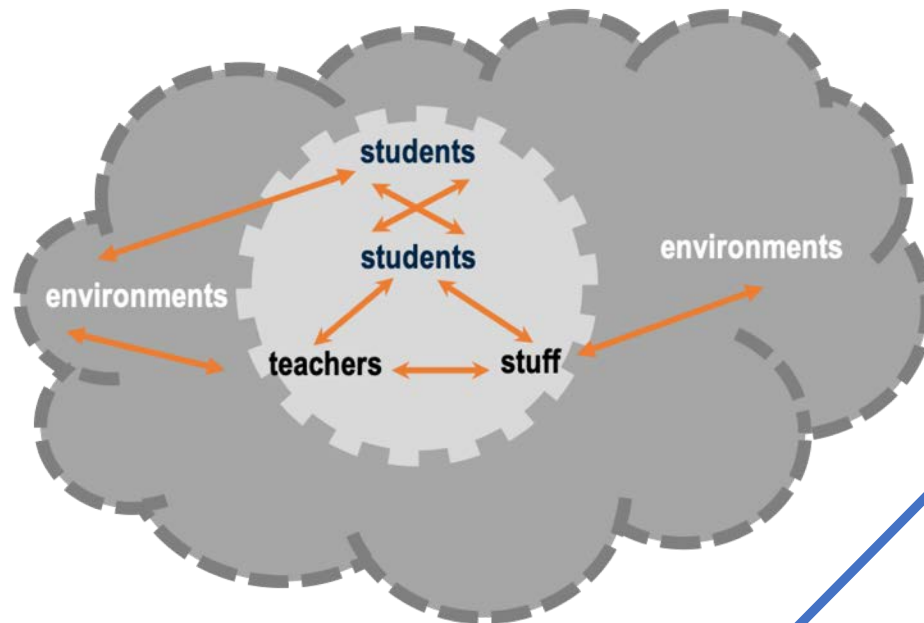 students
students
environments
environments
teachers
stuff